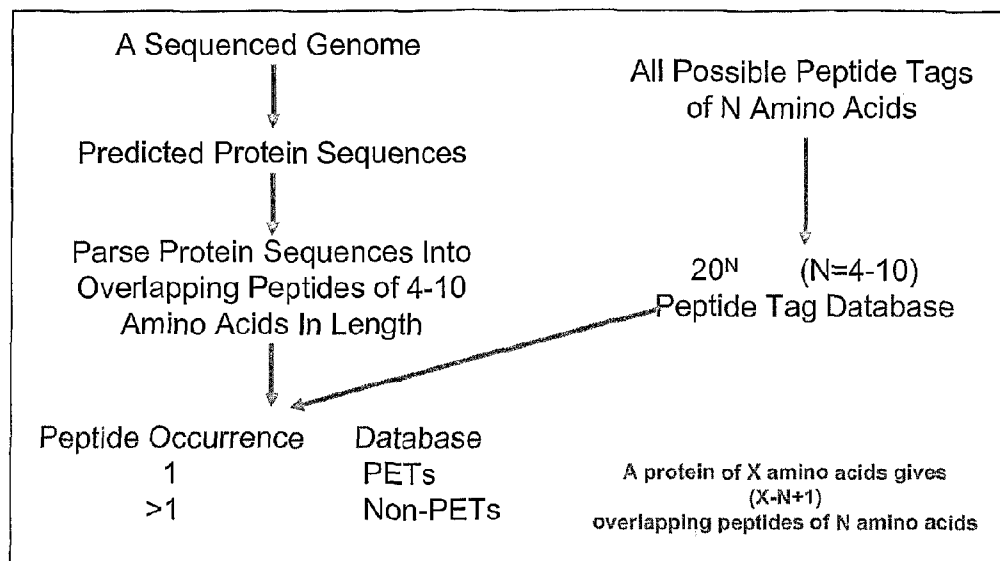 A Sequenced Genome
Predicted Protein Sequences
Parse Protein Sequences Into
Overlapping Peptides of 4-10
Amino Acids In Length
All Possible Peptide Tags
of N Amino Acids
20ᴺ (N=4-10)
Peptide Tag Database
Peptide Occurrence Database
1 PETs
>1 Non-PETs
A protein of X amino acids gives
(X-N+1)
overlapping peptides of N amino acids